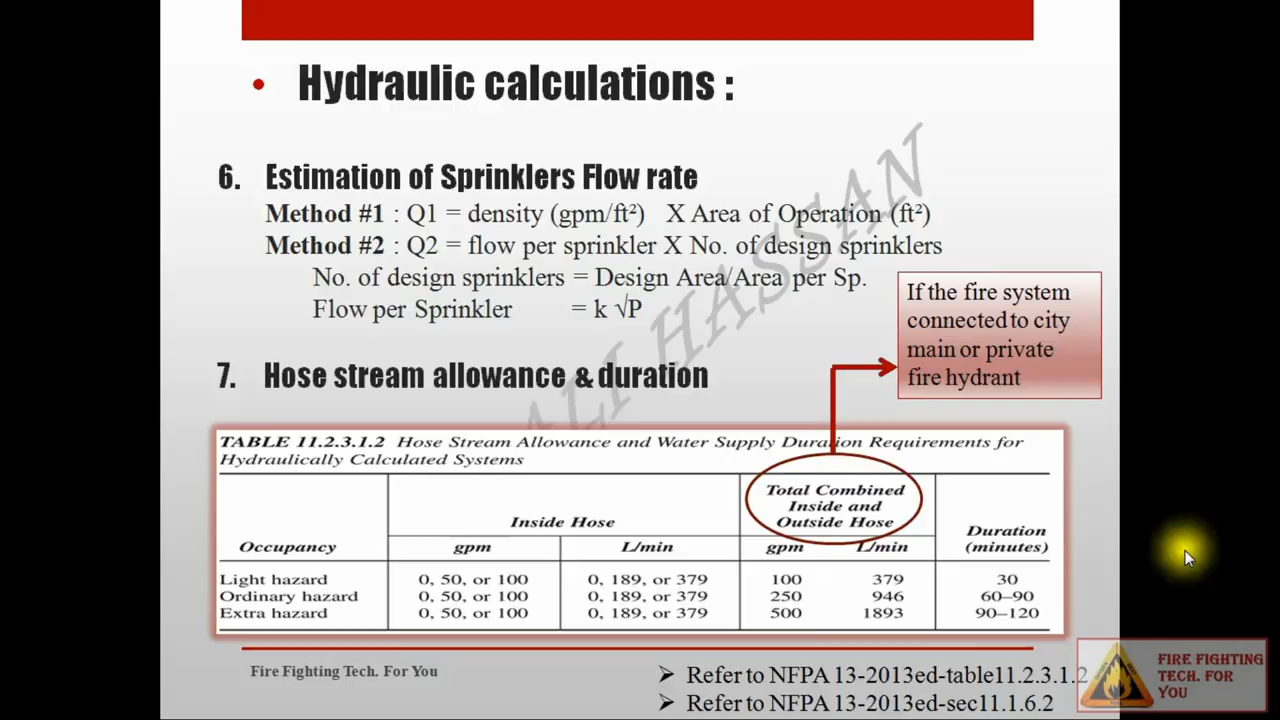 • Hydraulic calculations :
6. Estimation of Sprinklers Flow rate
Method #1 : Q1 = density (gpm/ft²) X Area of Operation (ft²)
Method #2 : Q2 = flow per sprinkler X No. of design sprinklers
No. of design sprinklers = Design Area/Area per Sp.
Flow per Sprinkler = k √P
If the fire system
connected to city
main or private
fire hydrant
7. Hose stream allowance & duration
ALI HASSAN
TABLE 11.2.3.1.2 Hose Stream Allowance and Water Supply Duration Requirements for
Hydraulically Calculated Systems
Occupancy Inside Hose Total Combined Inside and Outside Hose Duration (minutes)
gpm L/min gpm L/min
Light hazard 0, 50, or 100 0, 189, or 379 100 379 30
Ordinary hazard 0, 50, or 100 0, 189, or 379 250 946 60–90
Extra hazard 0, 50, or 100 0, 189, or 379 500 1893 90–120
Fire Fighting Tech. For You
➢ Refer to NFPA 13-2013ed-table11.2.3.1.2
➢ Refer to NFPA 13-2013ed-sec11.1.6.2
FIRE FIGHTING
TECH. FOR
YOU